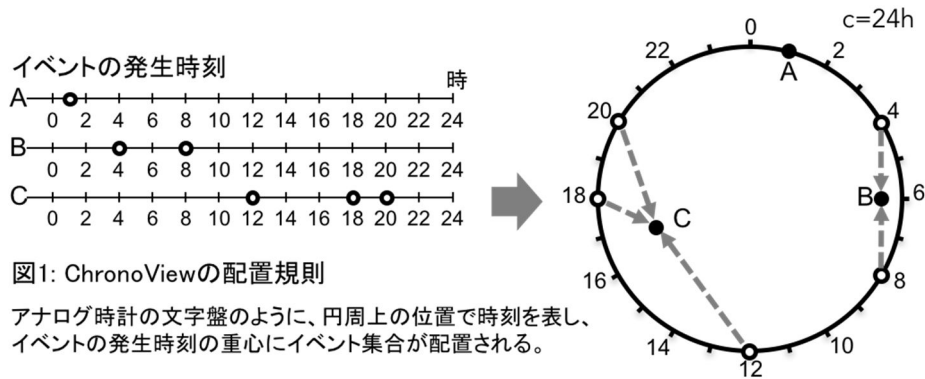 イベントの発生時刻
時
A
0 2 4 6 8 10 12 14 16 18 20 22 24
B
0 2 4 6 8 10 12 14 16 18 20 22 24
C
0 2 4 6 8 10 12 14 16 18 20 22 24
図1: ChronoViewの配置規則
アナログ時計の文字盤のように、円周上の位置で時刻を表し、
イベントの発生時刻の重心にイベント集合が配置される。
c=24h
0
22
A
2
20
4
18
C
B
6
16
8
14
10
12